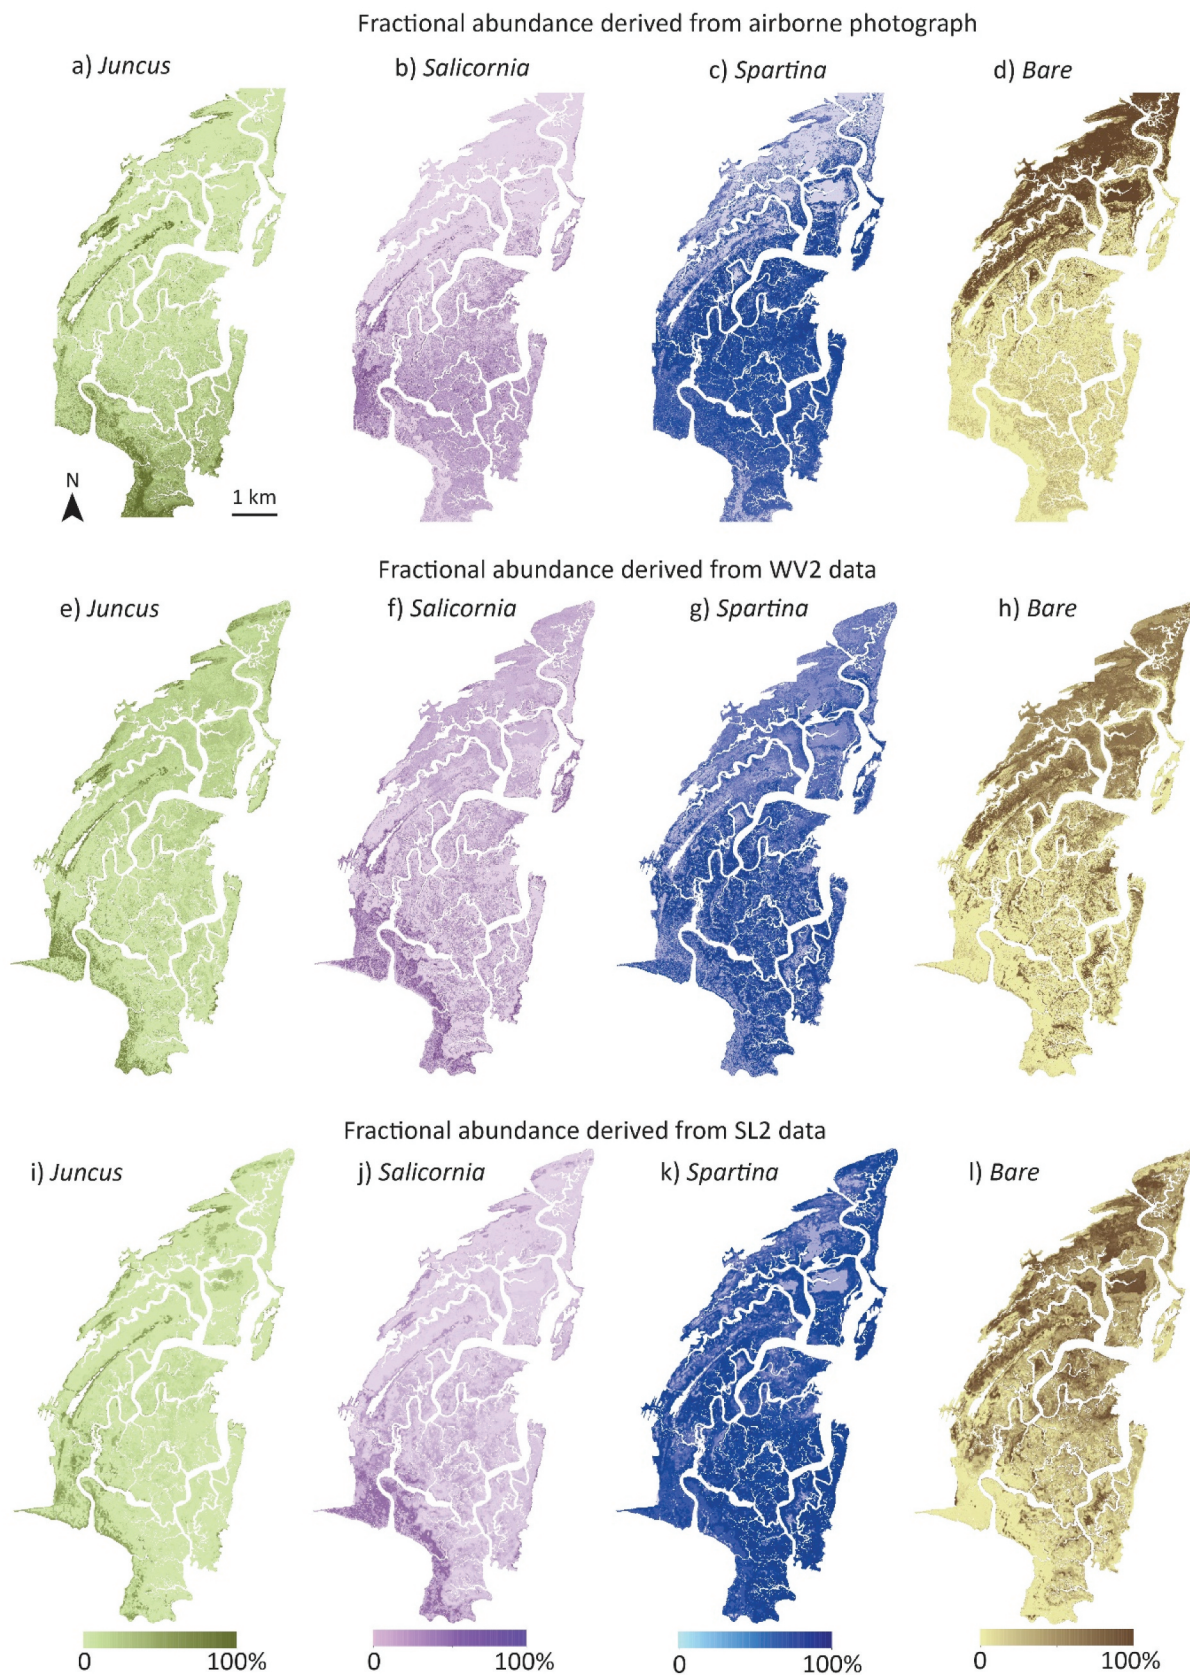 Fractional abundance derived from airborne photograph
a) Juncus
b) Salicornia
c) Spartina
d) Bare
N
1 km
Fractional abundance derived from WV2 data
e) Juncus
f) Salicornia
g) Spartina
h) Bare
Fractional abundance derived from SL2 data
i) Juncus
j) Salicornia
k) Spartina
l) Bare
0 100%
0 100%
0 100%
0 100%